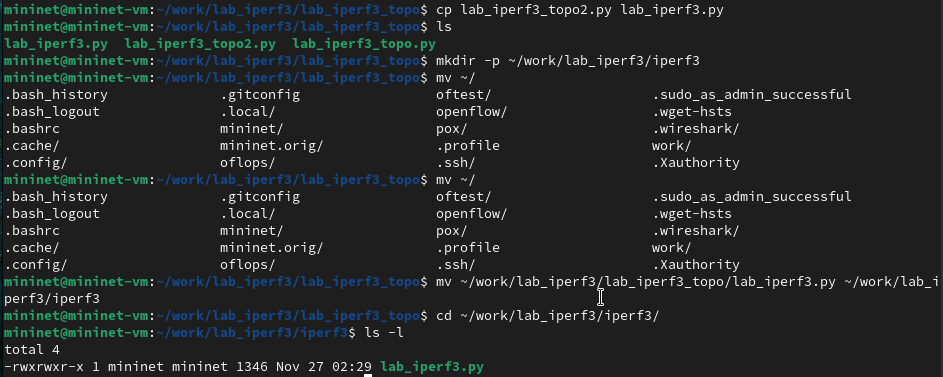 mininet@mininet-vm:~/work/lab_iperf3/lab_iperf3_topo$ cp lab_iperf3_topo2.py lab_iperf3.py
mininet@mininet-vm:~/work/lab_iperf3/lab_iperf3_topo$ ls
lab_iperf3.py  lab_iperf3_topo2.py  lab_iperf3_topo.py
mininet@mininet-vm:~/work/lab_iperf3/lab_iperf3_topo$ mkdir -p ~/work/lab_iperf3/iperf3
mininet@mininet-vm:~/work/lab_iperf3/lab_iperf3_topo$ mv ~/
.bash_history .gitconfig oftest/ .sudo_as_admin_successful
.bash_logout .local/ openflow/ .wget-hsts
.bashrc mininet/ pox/ .wireshark/
.cache/ mininet.orig/ .profile work/
.config/ oflops/ .ssh/ .Xauthority
mininet@mininet-vm:~/work/lab_iperf3/lab_iperf3_topo$ mv ~/
.bash_history .gitconfig oftest/ .sudo_as_admin_successful
.bash_logout .local/ openflow/ .wget-hsts
.bashrc mininet/ pox/ .wireshark/
.cache/ mininet.orig/ .profile work/
.config/ oflops/ .ssh/ .Xauthority
mininet@mininet-vm:~/work/lab_iperf3/lab_iperf3_topo$ mv ~/work/lab_iperf3/lab_iperf3_topo/lab_iperf3.py ~/work/lab_i
perf3/iperf3
mininet@mininet-vm:~/work/lab_iperf3/lab_iperf3_topo$ cd ~/work/lab_iperf3/iperf3/
mininet@mininet-vm:~/work/lab_iperf3/iperf3$ ls -l
total 4
-rwxrwxr-x 1 mininet mininet 1346 Nov 27 02:29 lab_iperf3.py